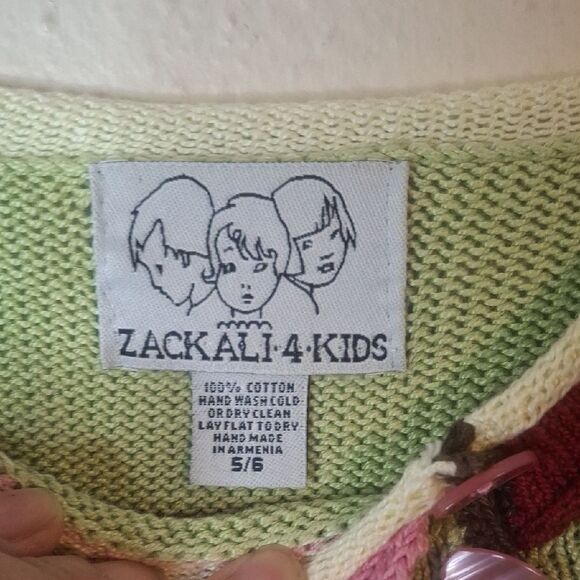 ZACKALI·4·KIDS
100% COTTON
HAND WASH COLD
OR DRY CLEAN
LAY FLAT TO DRY
HAND MADE
IN ARMENIA
5/6